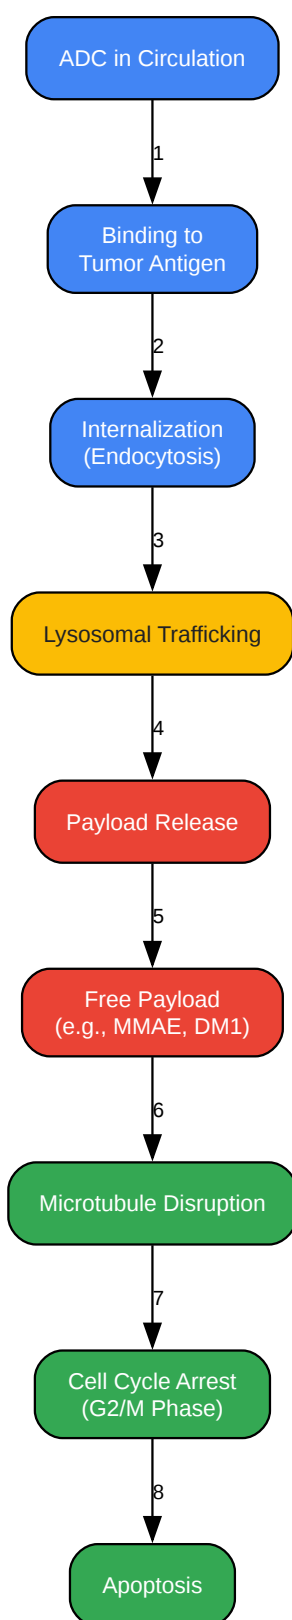 ADC in Circulation
1
Binding to
Tumor Antigen
2
Internalization
(Endocytosis)
3
Lysosomal Trafficking
4
Payload Release
5
Free Payload
(e.g., MMAE, DM1)
6
Microtubule Disruption
7
Cell Cycle Arrest
(G2/M Phase)
8
Apoptosis